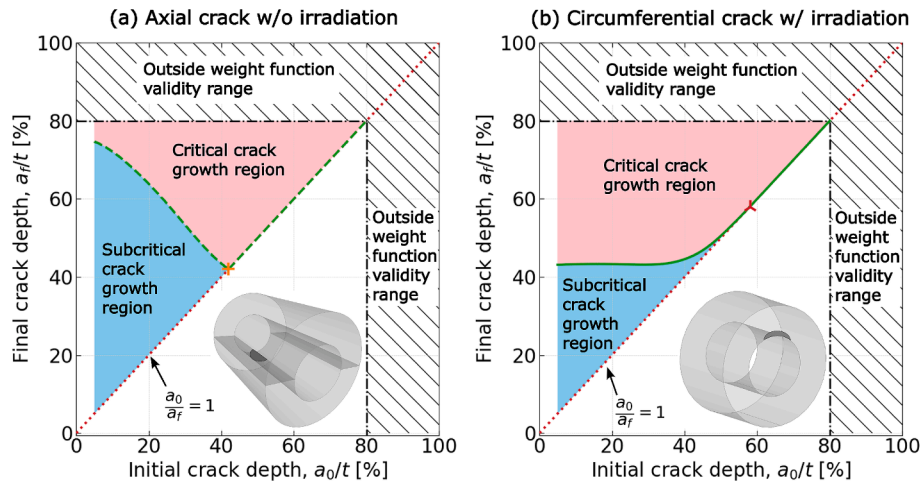 (a) Axial crack w/o irradiation
Final crack depth, a_f/t [%]
100
80
60
40
20
0
Outside weight function
validity range
Critical crack
growth region
Subcritical
crack
growth
region
Outside
weight
function
validity
range
a_0/a_f = 1
0 20 40 60 80 100
Initial crack depth, a_0/t [%]
(b) Circumferential crack w/ irradiation
Final crack depth, a_f/t [%]
100
80
60
40
20
0
Outside weight function
validity range
Critical crack
growth region
Subcritical
crack
growth
region
Outside
weight
function
validity
range
a_0/a_f = 1
0 20 40 60 80 100
Initial crack depth, a_0/t [%]